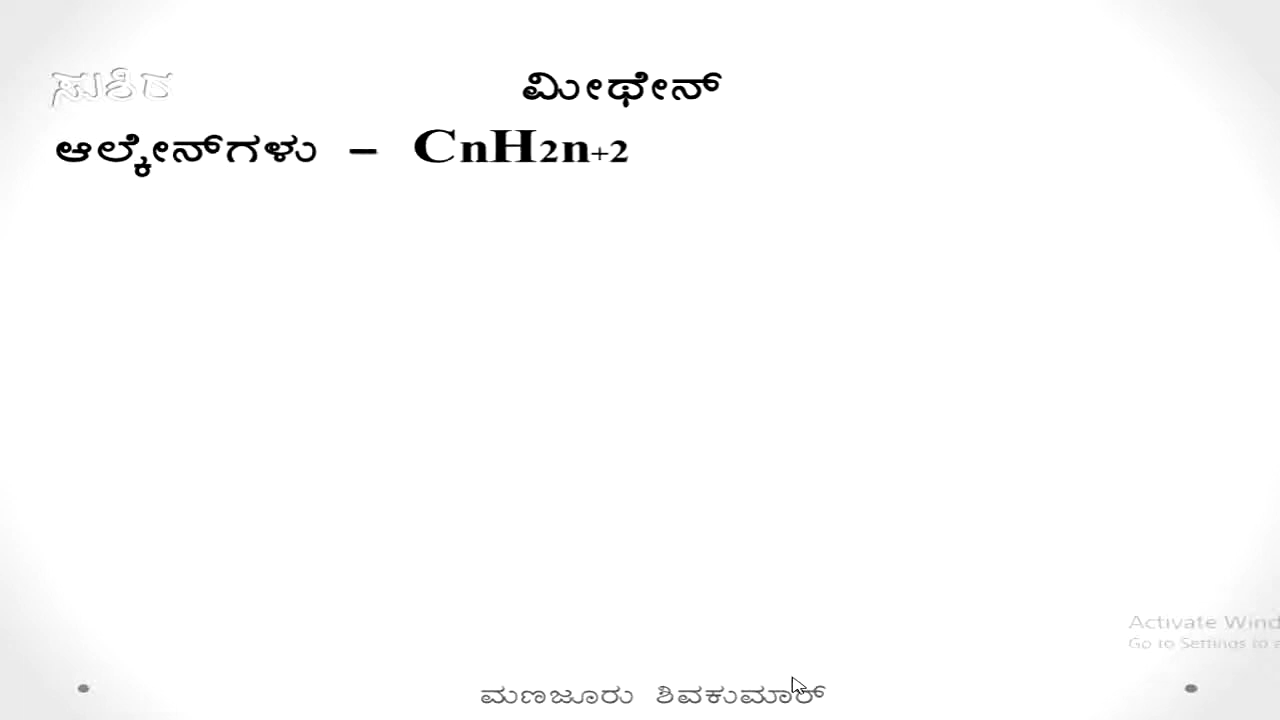 ಸುಶಿರ
ಮೀಥೇನ್
ಆಲ್ಕೇನ್‌ಗಳು – CnH2n+2
Activate Wind
Go to Settings to a
ಮಣಜೂರು ಶಿವಕುಮಾರ್